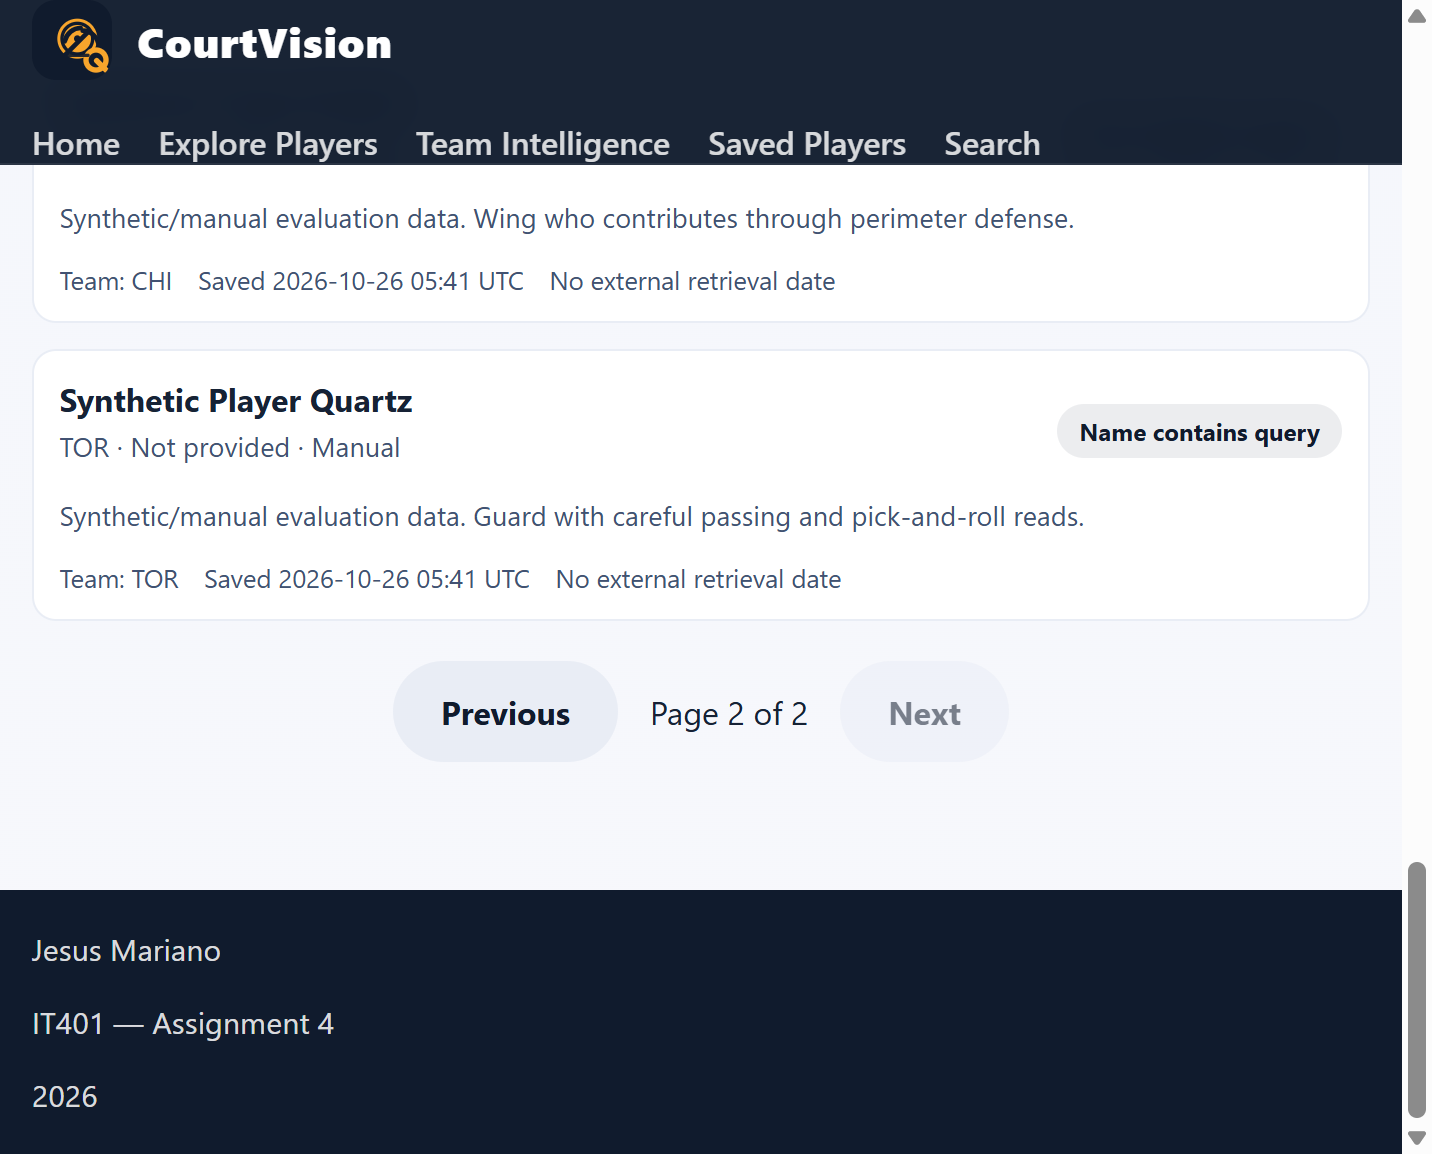 CourtVision
Home Explore Players Team Intelligence Saved Players Search
Synthetic/manual evaluation data. Wing who contributes through perimeter defense.
Team: CHI Saved 2026-10-26 05:41 UTC No external retrieval date
Synthetic Player Quartz
TOR · Not provided · Manual
Name contains query
Synthetic/manual evaluation data. Guard with careful passing and pick-and-roll reads.
Team: TOR Saved 2026-10-26 05:41 UTC No external retrieval date
Previous Page 2 of 2 Next
Jesus Mariano
IT401 — Assignment 4
2026